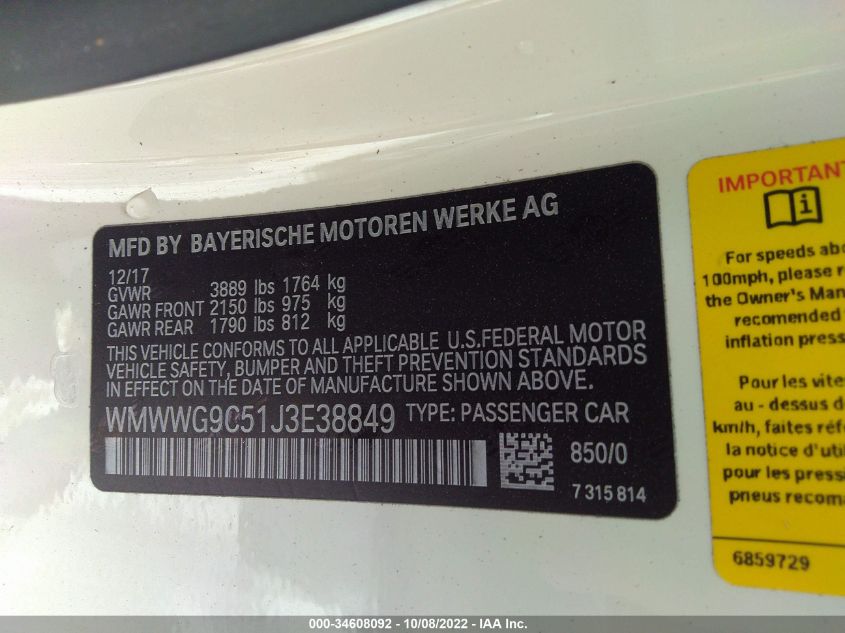 MFD BY BAYERISCHE MOTOREN WERKE AG
12/17
GVWR 3889 lbs 1764 kg
GAWR FRONT 2150 lbs 975 kg
GAWR REAR 1790 lbs 812 kg
THIS VEHICLE CONFORMS TO ALL APPLICABLE U.S.FEDERAL MOTOR
VEHICLE SAFETY, BUMPER AND THEFT PREVENTION STANDARDS
IN EFFECT ON THE DATE OF MANUFACTURE SHOWN ABOVE.
WMWWG9C51J3E38849 TYPE: PASSENGER CAR
850/0
7 315 814
IMPORTANT
i
For speeds abo
100mph, please r
the Owner's Man
recomended
inflation press
Pour les vite
au - dessus d
km/h, faites réf
la notice d'uti
pour les press
pneus recom
6859729
000-34608092 - 10/08/2022 - IAA Inc.